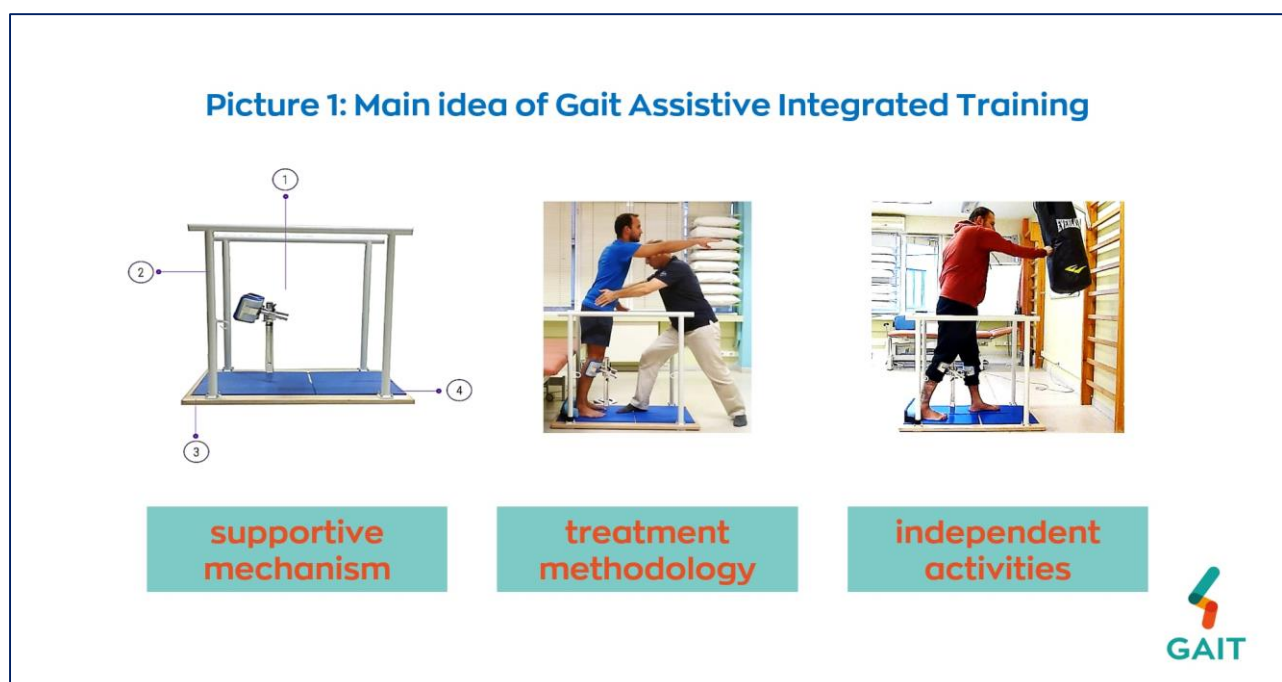 Picture 1: Main idea of Gait Assistive Integrated Training
1
2
3
4
EVERLAST
supportive
mechanism
treatment
methodology
independent
activities
GAIT